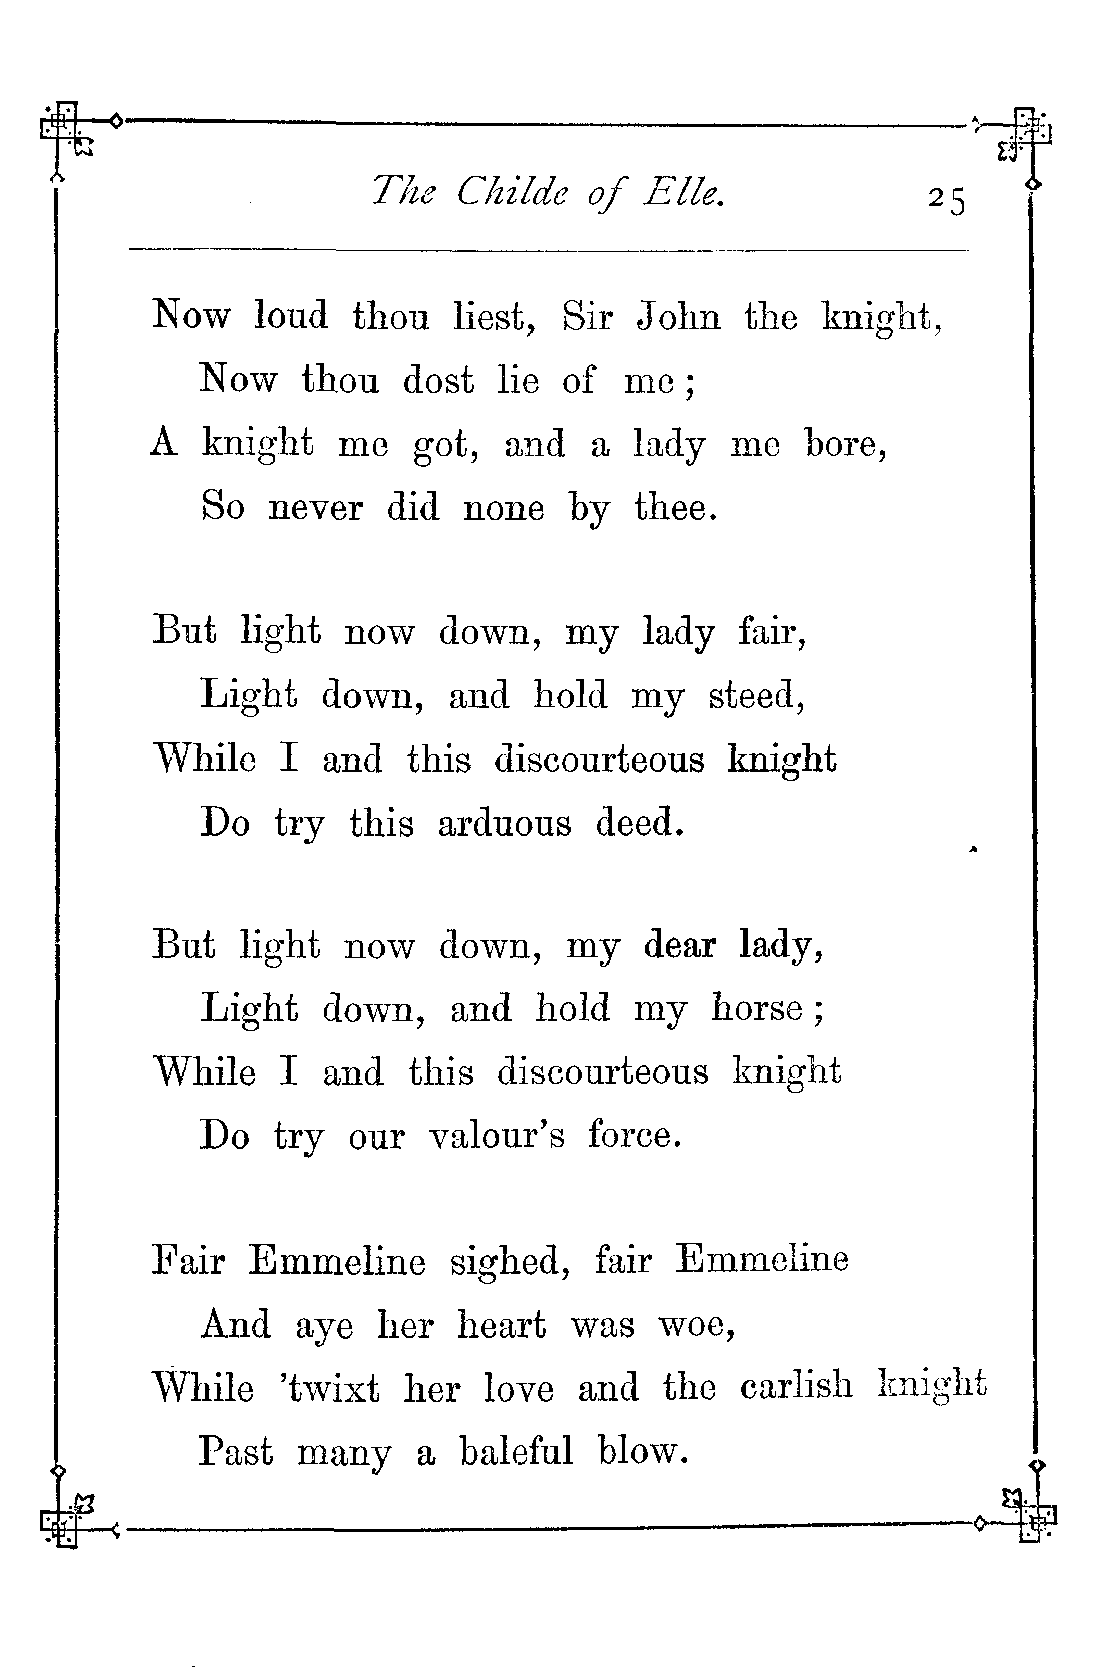 The Childe of Elle. 25
Now loud thou liest, Sir John the knight,
Now thou dost lie of me ;
A knight me got, and a lady me bore,
So never did none by thee.
But light now down, my lady fair,
Light down, and hold my steed,
While I and this discourteous knight
Do try this arduous deed.
But light now down, my dear lady,
Light down, and hold my horse ;
While I and this discourteous knight
Do try our valour's force.
Fair Emmeline sighed, fair Emmeline
And aye her heart was woe,
While 'twixt her love and the carlish knight
Past many a baleful blow.